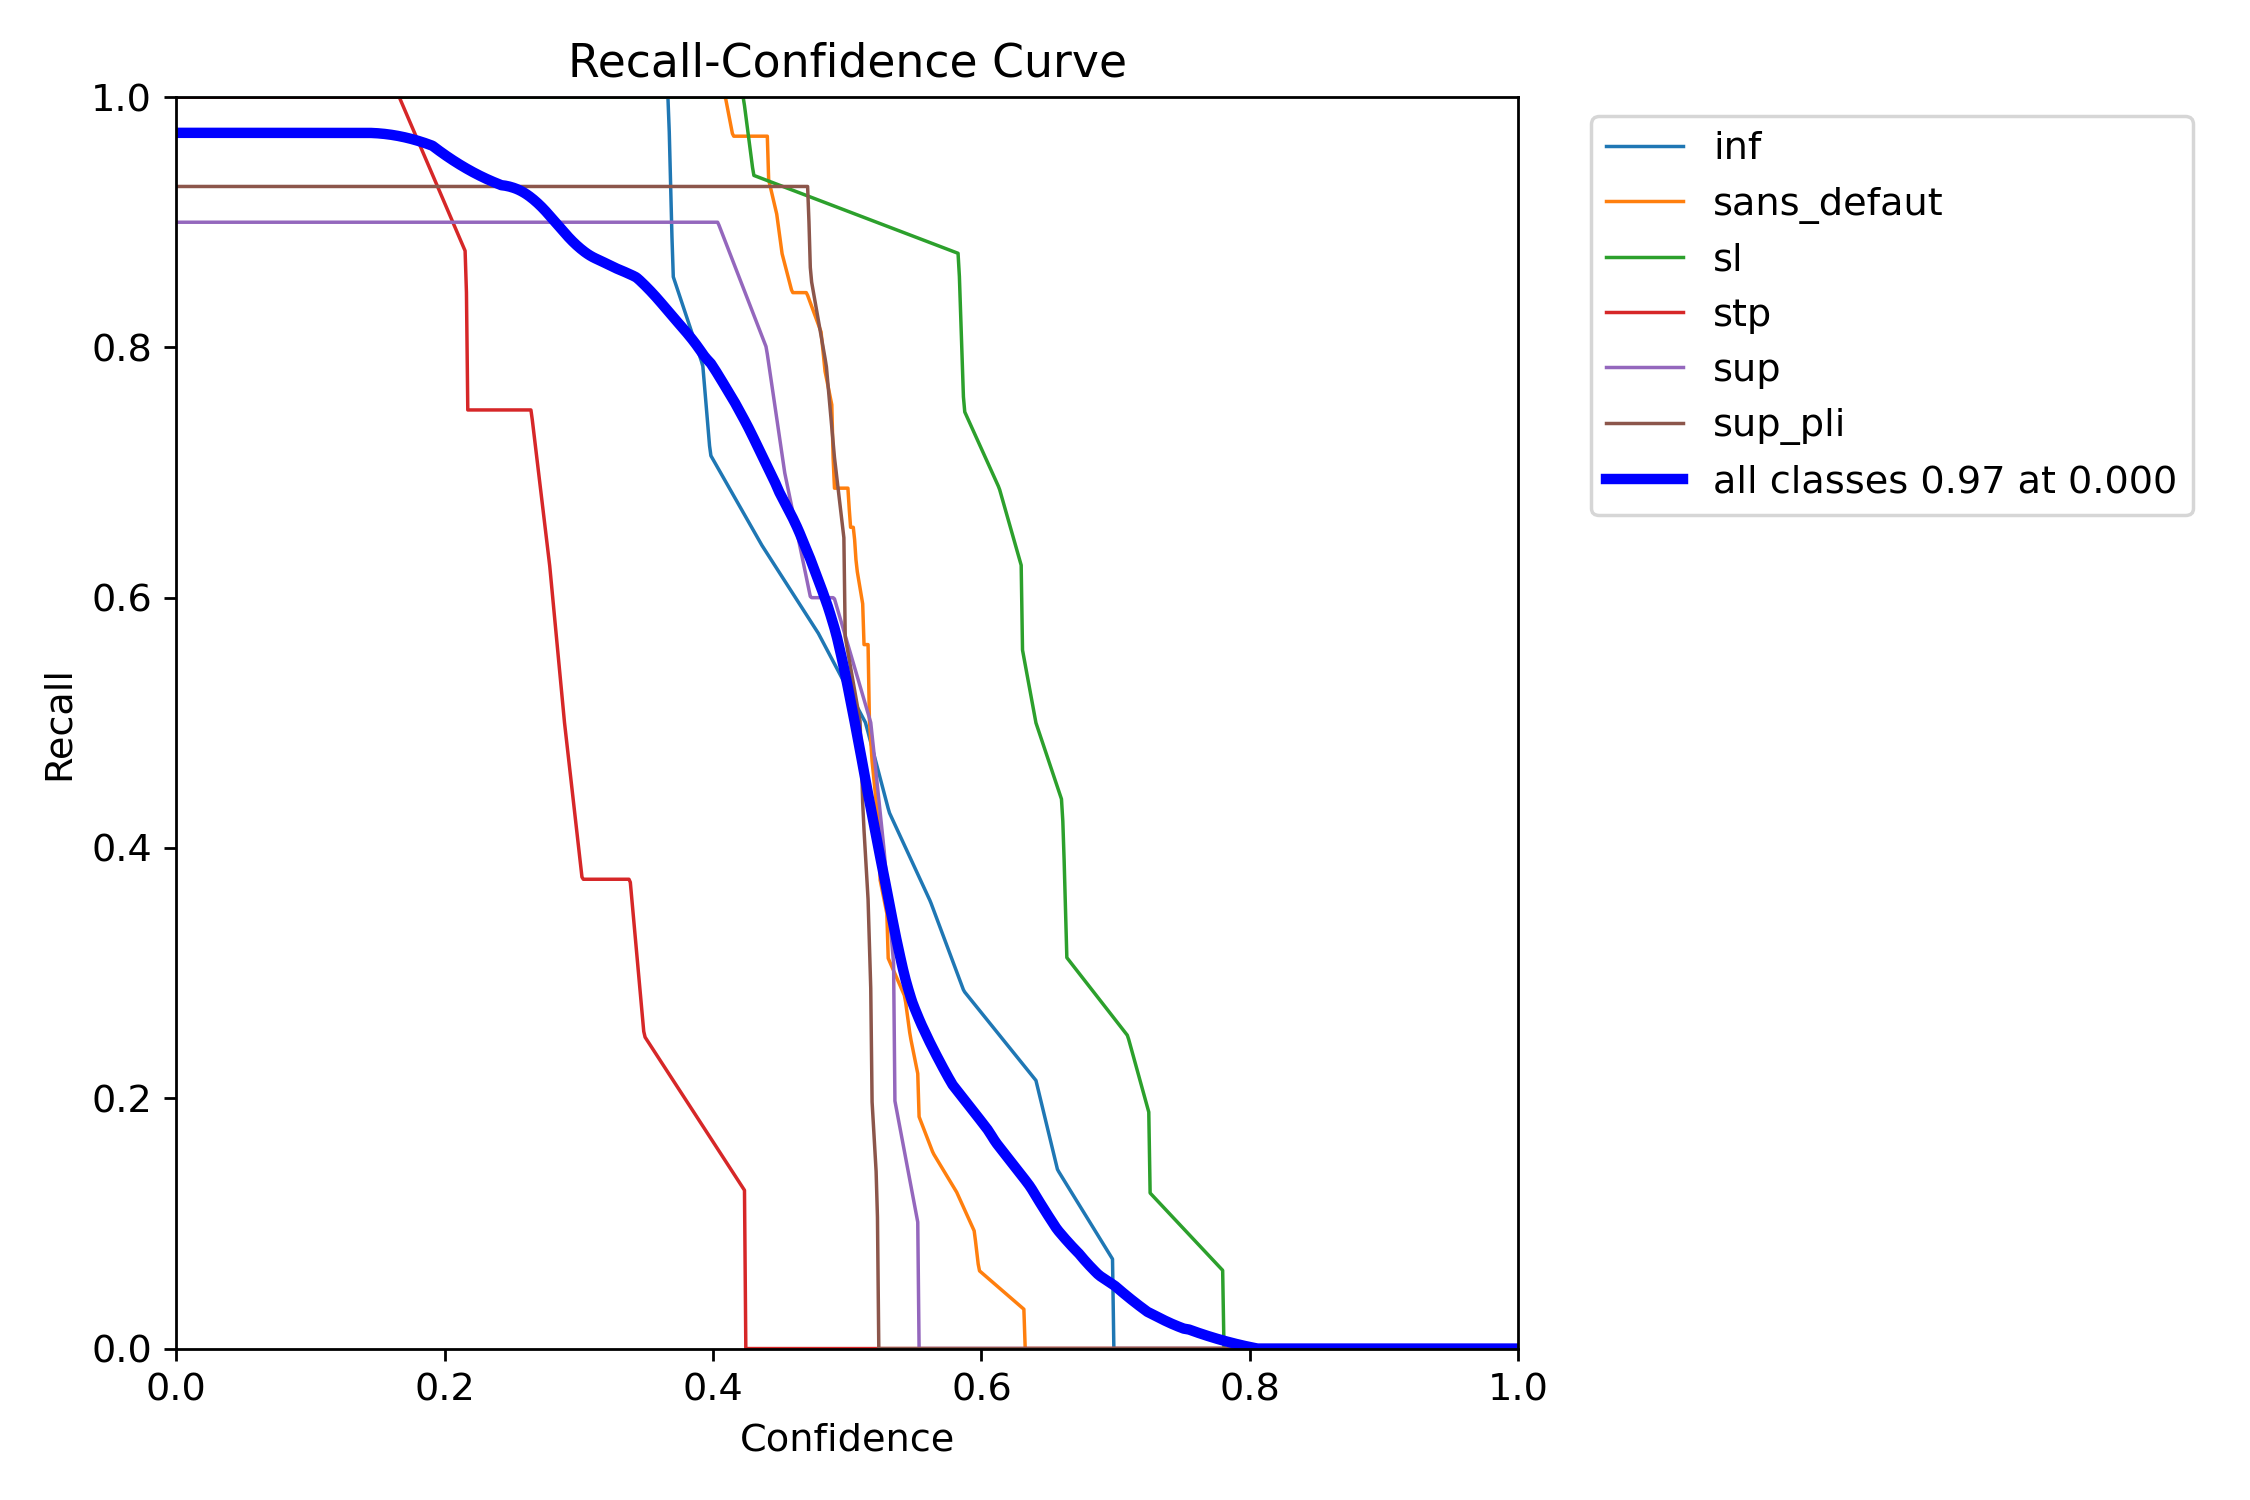 Recall-Confidence Curve
1.0
0.8
0.6
0.4
0.2
0.0
Recall
0.0 0.2 0.4 0.6 0.8 1.0
Confidence
inf
sans_defaut
sl
stp
sup
sup_pli
all classes 0.97 at 0.000